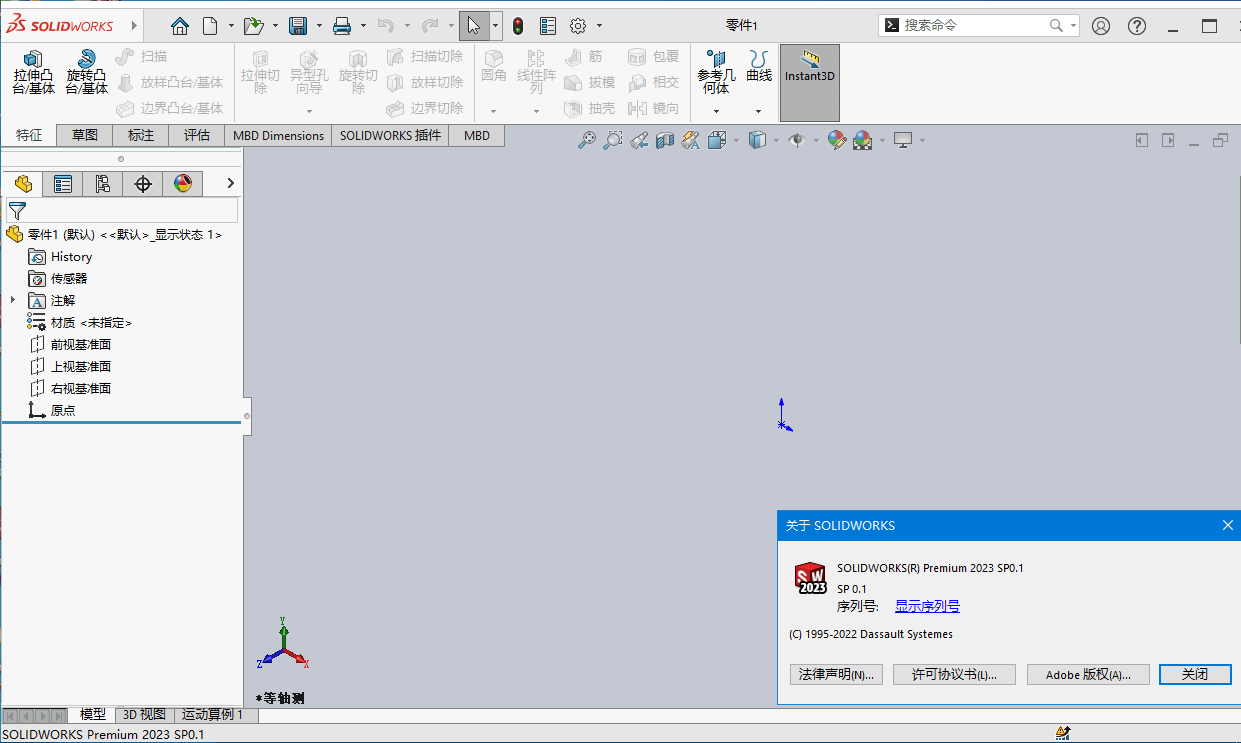 SOLIDWORKS
零件1
搜索命令
拉伸凸台/基体
旋转凸台/基体
扫描
放样凸台/基体
边界凸台/基体
拉伸切除
异型孔向导
旋转切除
扫描切除
放样切除
边界切除
圆角
线性阵列
筋
拔模
抽壳
包覆
相交
镜向
参考几何体
曲线
Instant3D
特征
草图
标注
评估
MBD Dimensions
SOLIDWORKS 插件
MBD
零件1 (默认) <<默认>_显示状态 1>
History
传感器
注解
材质 <未指定>
前视基准面
上视基准面
右视基准面
原点
Y
Z
X
*等轴测
关于 SOLIDWORKS
SW
2023
SOLIDWORKS(R) Premium 2023 SP0.1
SP 0.1
序列号: 显示序列号
(C) 1995-2022 Dassault Systemes
法律声明(N)...
许可协议书(L)...
Adobe 版权(A)...
关闭
模型
3D 视图
运动算例 1
SOLIDWORKS Premium 2023 SP0.1